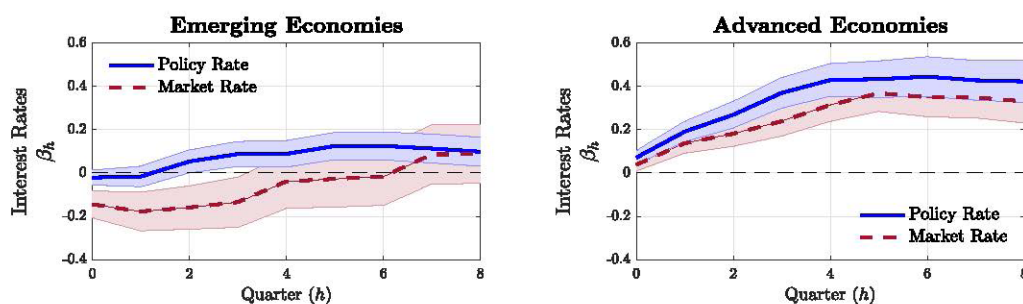 Emerging Economies
Interest Rates
βh
0.6
0.4
0.2
0
-0.2
-0.4
Policy Rate
Market Rate
0 2 4 6 8
Quarter (h)
Advanced Economies
Interest Rates
βh
0.6
0.4
0.2
0
-0.2
-0.4
Policy Rate
Market Rate
0 2 4 6 8
Quarter (h)